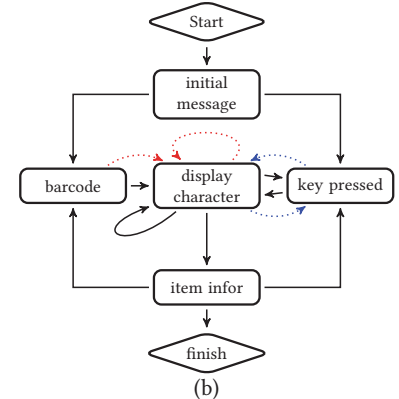 Start
initial
message
barcode
display
character
key pressed
item infor
finish
(b)